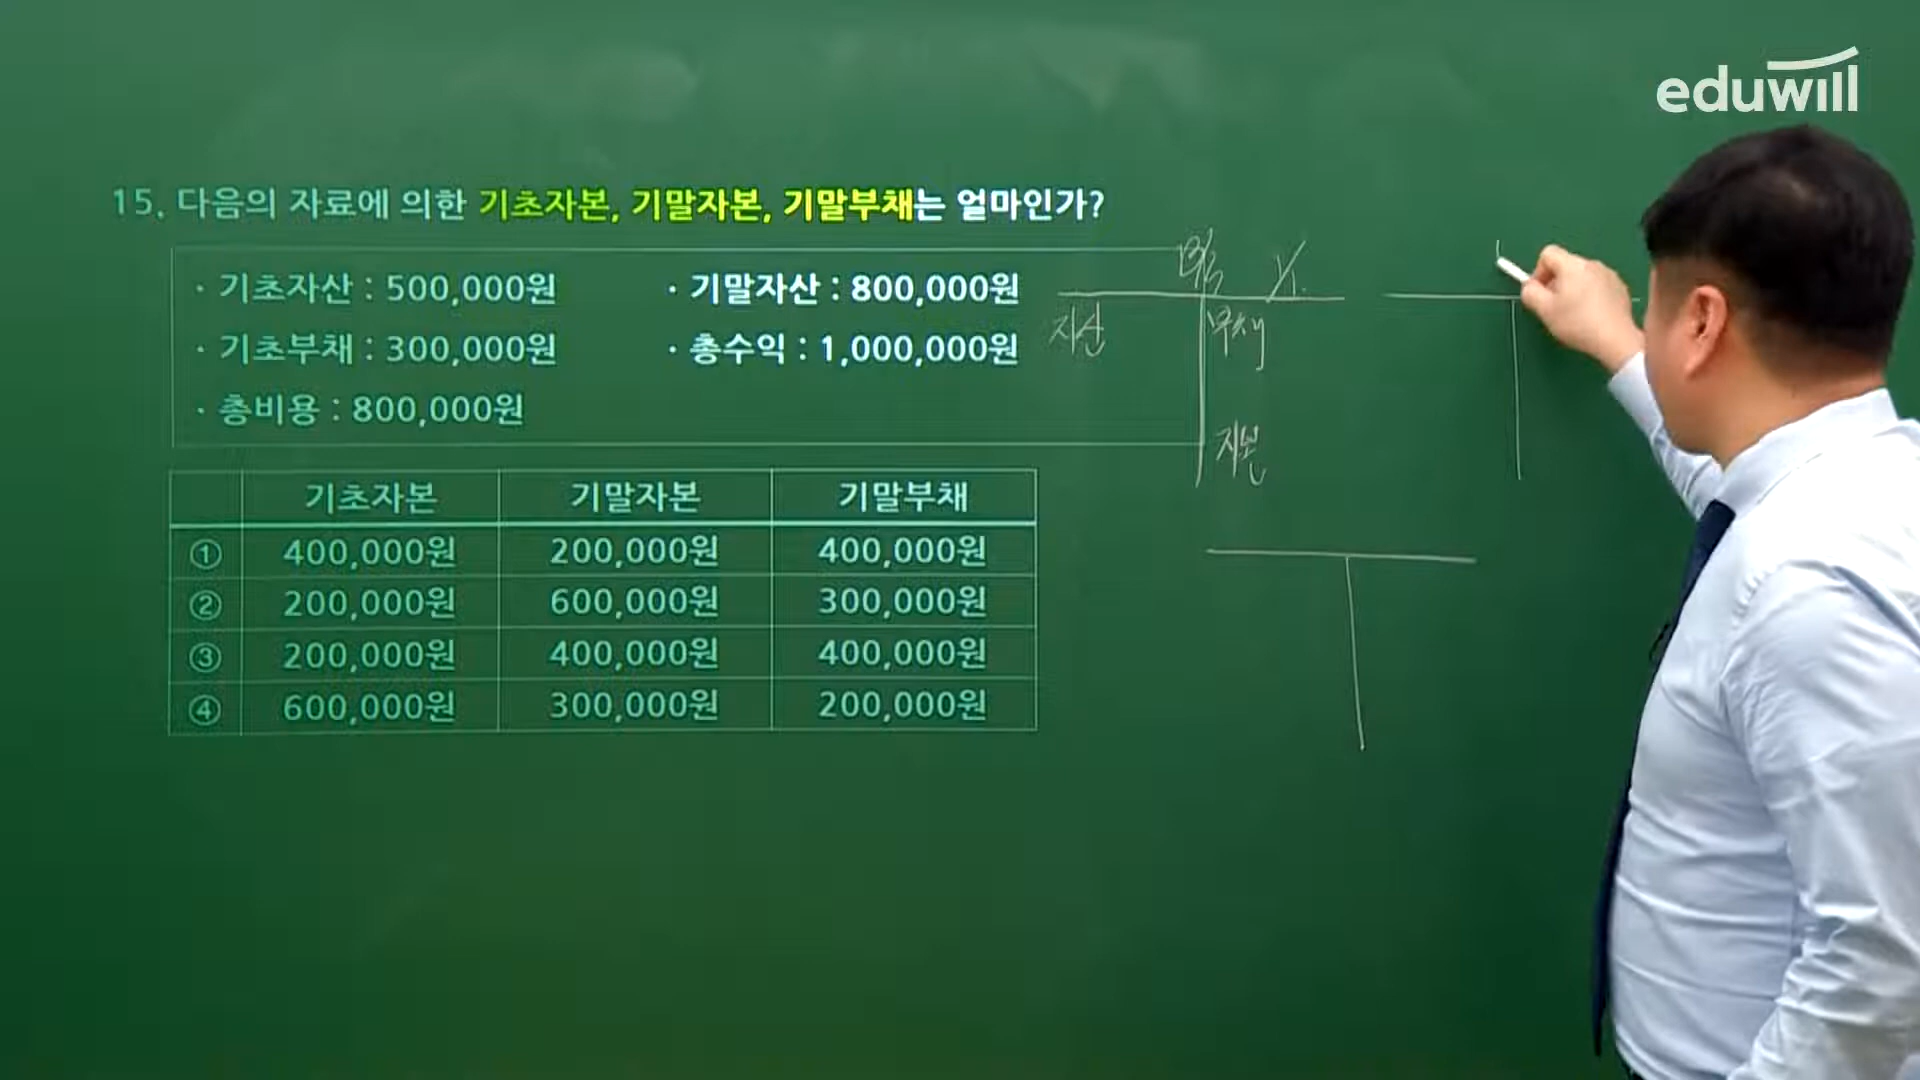 eduwill
15. 다음의 자료에 의한 기초자본, 기말자본, 기말부채는 얼마인가?
· 기초자산 : 500,000원 · 기말자산 : 800,000원
· 기초부채 : 300,000원 · 총수익 : 1,000,000원
· 총비용 : 800,000원
기초자본 기말자본 기말부채
① 400,000원 200,000원 400,000원
② 200,000원 600,000원 300,000원
③ 200,000원 400,000원 400,000원
④ 600,000원 300,000원 200,000원
자산 부채
자본